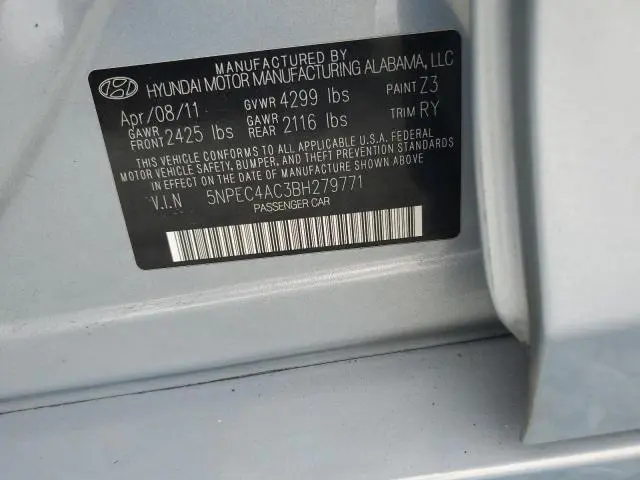 MANUFACTURED BY
HYUNDAI MOTOR MANUFACTURING ALABAMA, LLC
Apr/08/11 GVWR 4299 lbs PAINT Z3
GAWR FRONT 2425 lbs GAWR REAR 2116 lbs TRIM RY
THIS VEHICLE CONFORMS TO ALL APPLICABLE U.S.A. FEDERAL
MOTOR VEHICLE SAFETY, BUMPER, AND THEFT PREVENTION STANDARDS
IN EFFECT ON THE DATE OF MANUFACTURE SHOWN ABOVE.
V.I.N 5NPEC4AC3BH279771
PASSENGER CAR